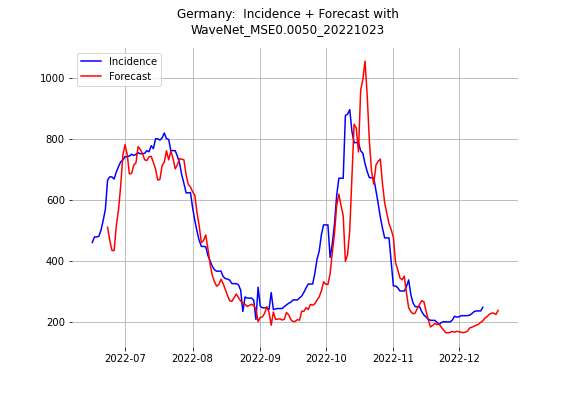 Germany:  Incidence + Forecast with
WaveNet_MSE0.0050_20221023
Incidence
Forecast
1000
800
600
400
200
2022-07 2022-08 2022-09 2022-10 2022-11 2022-12